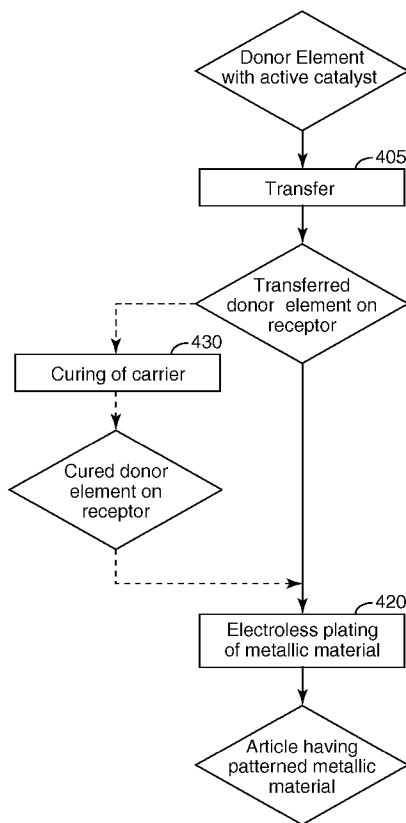 Donor Element
with active catalyst
405
Transfer
Transferred
donor element on
receptor
430
Curing of carrier
Cured donor
element on
receptor
420
Electroless plating
of metallic material
Article having
patterned metallic
material